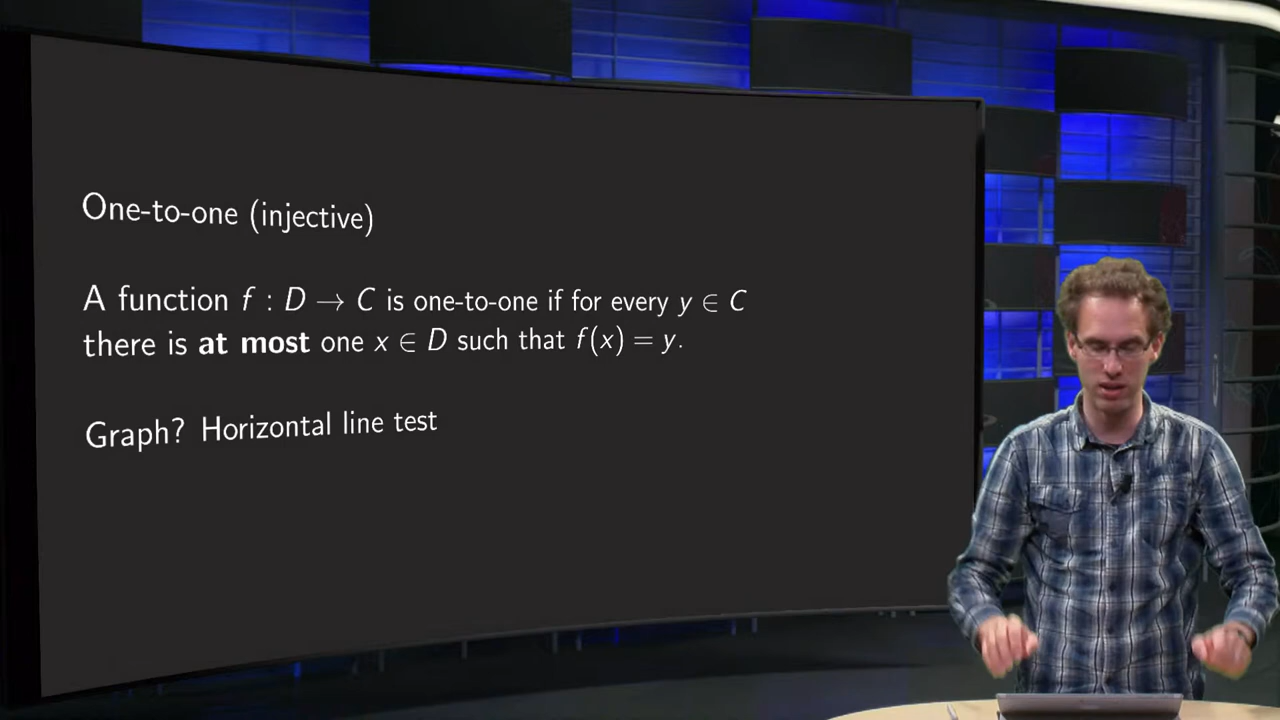 One-to-one (injective)
A function f : D → C is one-to-one if for every y ∈ C
there is at most one x ∈ D such that f(x) = y.
Graph? Horizontal line test